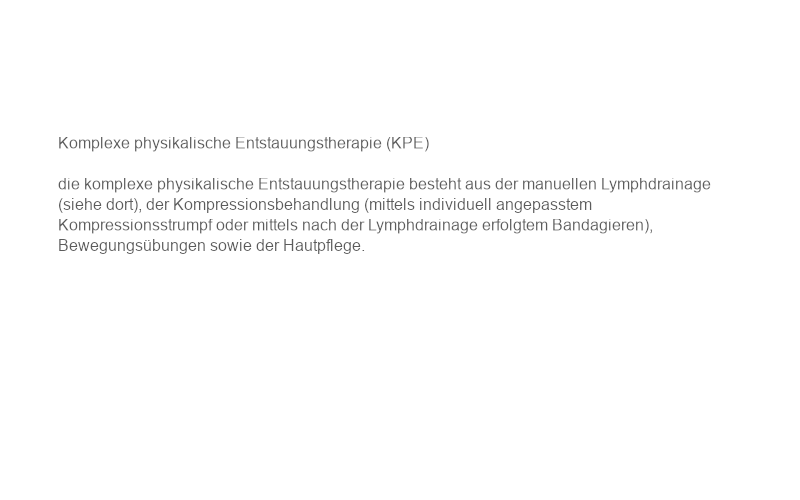 Komplexe physikalische Entstauungstherapie (KPE)
die komplexe physikalische Entstauungstherapie besteht aus der manuellen Lymphdrainage
(siehe dort), der Kompressionsbehandlung (mittels individuell angepasstem
Kompressionsstrumpf oder mittels nach der Lymphdrainage erfolgtem Bandagieren),
Bewegungsübungen sowie der Hautpflege.